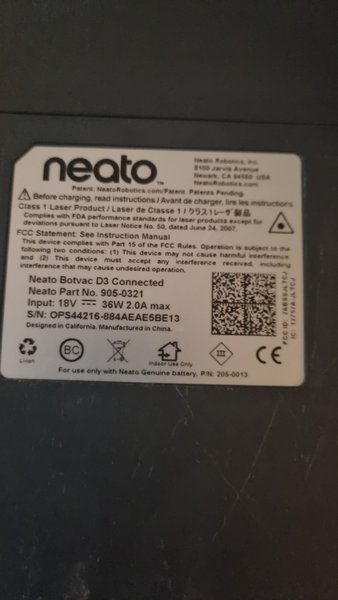 neato™
Neato Robotics, Inc.
8100 Jarvis Avenue
Newark, CA 94560 USA
NeatoRobotics.com/
Patent: NeatoRobotics.com/Patent. Patents Pending.
Before charging, read instructions / Avant de charger, lire les instructions
Class 1 Laser Product / Laser de Classe 1 / クラス1レーザ製品
Complies with FDA performance standards for laser products except for
deviations pursuant to Laser Notice No. 50, dated June 24, 2007.
FCC Statement: See Instruction Manual
This device complies with Part 15 of the FCC Rules. Operation is subject to the
following two conditions: (1) This device may not cause harmful interference
and (2) This device must accept any interference received, including
interference that may cause undesired operation.
Neato Botvac D3 Connected
Neato Part No. 905-0321
Input: 18V 36W 2.0A max
S/N: OPS44216-884AEAE5BE13
Designed in California. Manufactured in China.
Li-ion
BC
Indoor Use Only
III
CE
For use only with Neato Genuine battery, P/N: 205-0013